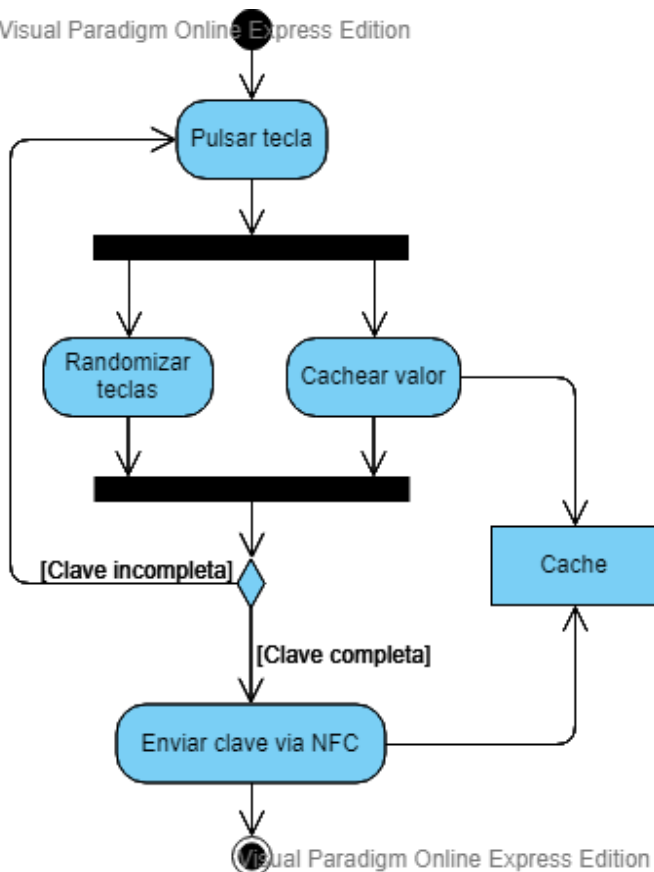 Visual Paradigm Online Express Edition
Pulsar tecla
Randomizar
teclas
Cachear valor
Cache
[Clave incompleta]
[Clave completa]
Enviar clave via NFC
Visual Paradigm Online Express Edition